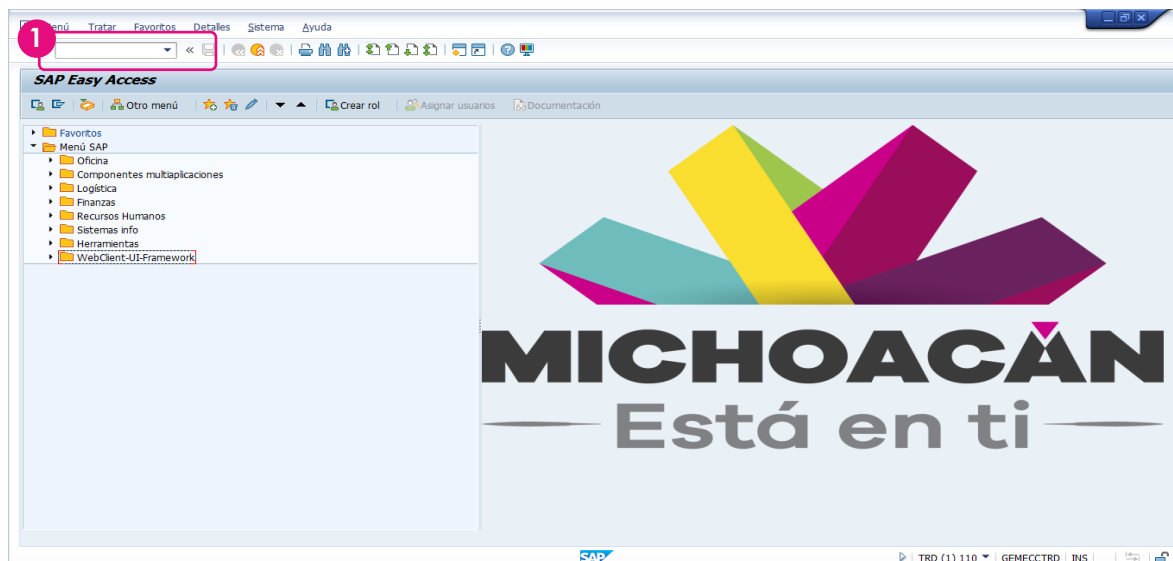 Menú Tratar Favoritos Detalles Sistema Ayuda
1
SAP Easy Access
Otro menú Crear rol Asignar usuarios Documentación
Favoritos
Menú SAP
Oficina
Componentes multiaplicaciones
Logística
Finanzas
Recursos Humanos
Sistemas info
Herramientas
WebClient-UI-Framework
MICHOACÁN
Está en ti
SAP TRD (1) 110 GEMECCTRD INS